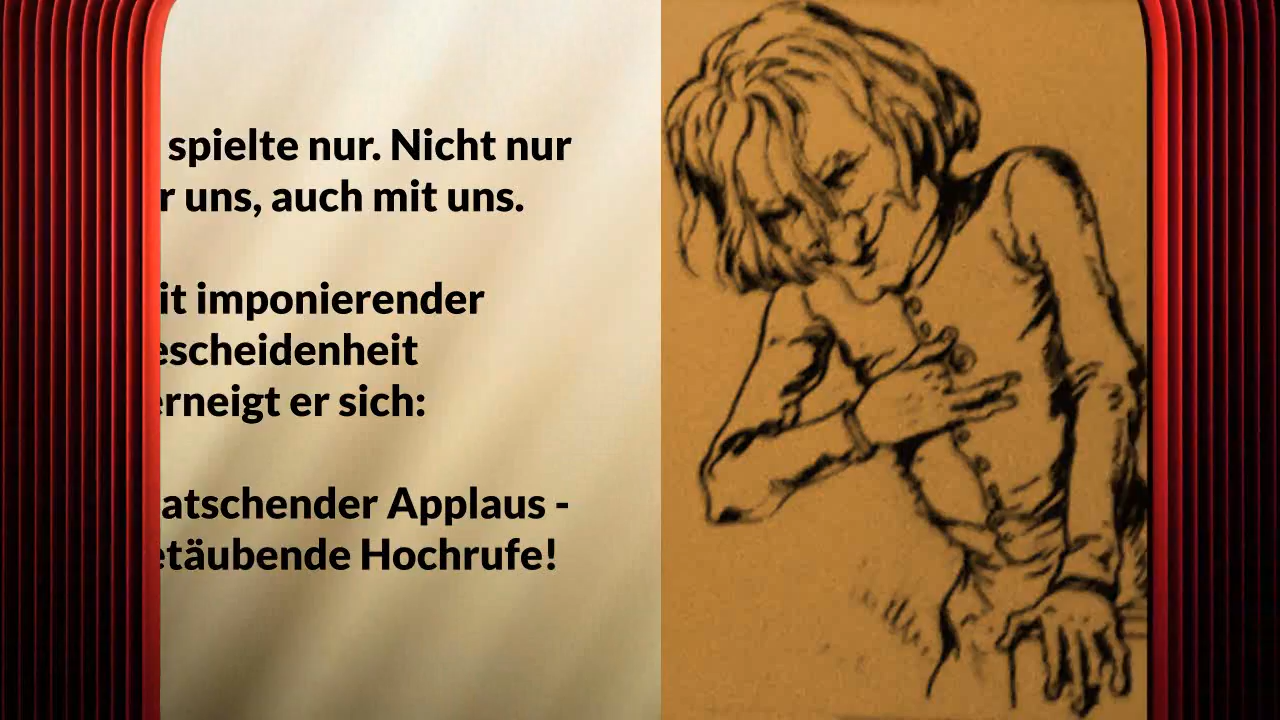 spielte nur. Nicht nur
r uns, auch mit uns.
it imponierender
escheidenheit
erneigt er sich:
atschender Applaus -
etäubende Hochrufe!